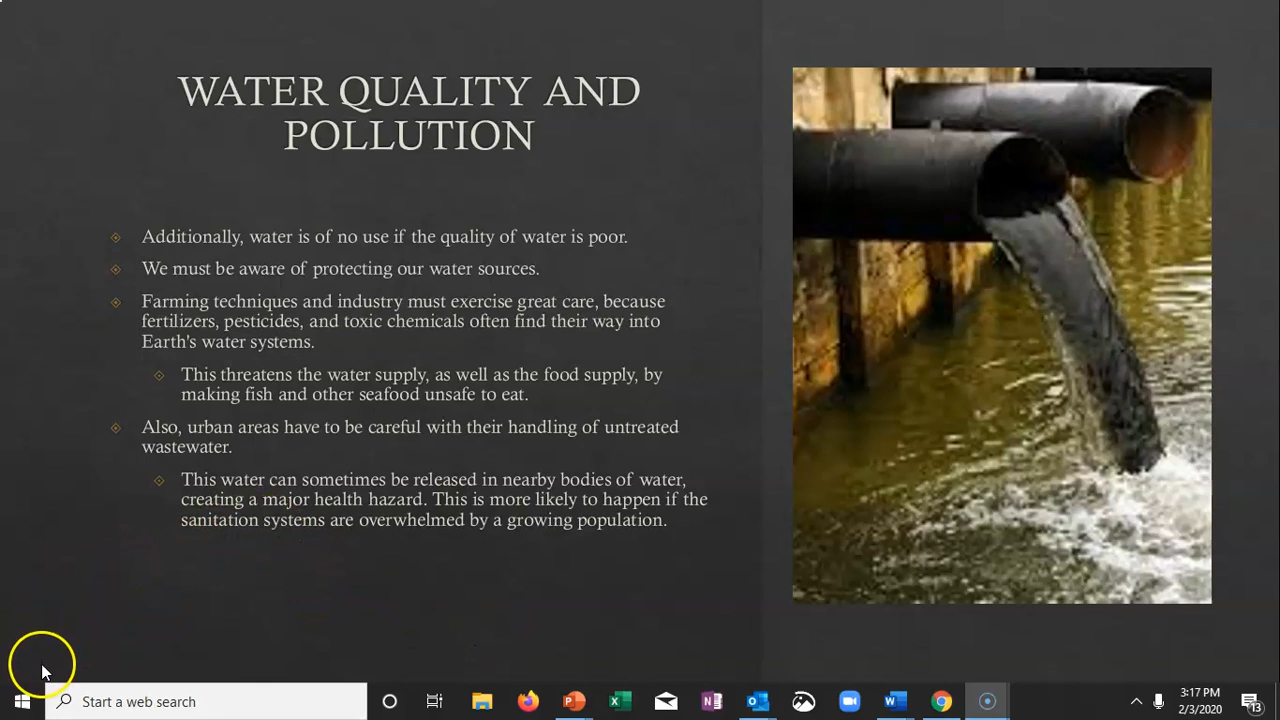 WATER QUALITY AND
POLLUTION
Additionally, water is of no use if the quality of water is poor.
We must be aware of protecting our water sources.
Farming techniques and industry must exercise great care, because
fertilizers, pesticides, and toxic chemicals often find their way into
Earth's water systems.
This threatens the water supply, as well as the food supply, by
making fish and other seafood unsafe to eat.
Also, urban areas have to be careful with their handling of untreated
wastewater.
This water can sometimes be released in nearby bodies of water,
creating a major health hazard. This is more likely to happen if the
sanitation systems are overwhelmed by a growing population.
Start a web search
3:17 PM
2/3/2020
13